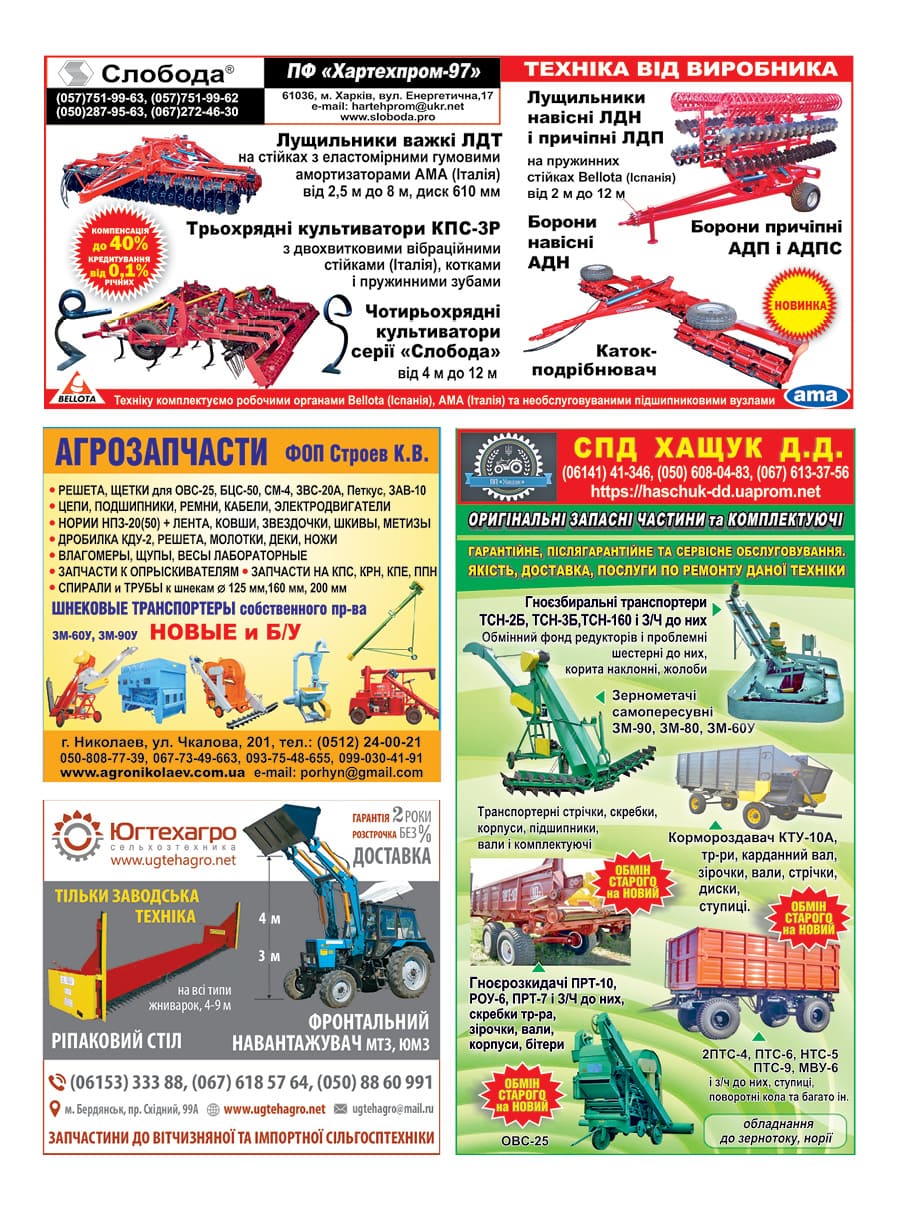 Слобода®
(057)751-99-63, (057)751-99-62
(050)287-95-63, (067)272-46-30
ПФ «Хартехпром-97»
61036, м. Харків, вул. Енергетична,17
e-mail: hartehprom@ukr.net
www.sloboda.pro
ТЕХНІКА ВІД ВИРОБНИКА
Лущильники важкі ЛДТ
на стійках з еластомірними гумовими
амортизаторами АМА (Італія)
від 2,5 м до 8 м, диск 610 мм
КОМПЕНСАЦІЯ
до 40%
КРЕДИТУВАННЯ
від 0,1%
РІЧНИХ
Трьохрядні культиватори КПС-3Р
з двохвитковими вібраційними
стійками (Італія), котками
і пружинними зубами
Чотирьохрядні
культиватори
серії «Слобода»
від 4 м до 12 м
Лущильники
навісні ЛДН
і причіпні ЛДП
на пружинних
стійках Bellota (Іспанія)
від 2 м до 12 м
Борони
навісні
АДН
Борони причіпні
АДП і АДПС
НОВИНКА
Каток-
подрібнювач
BELLOTA
Техніку комплектуємо робочими органами Bellota (Іспанія), АМА (Італія) та необслуговуваними підшипниковими вузлами
ama
АГРОЗАПЧАСТИ ФОП Строев К.В.
• РЕШЕТА, ЩЕТКИ для ОВС-25, БЦС-50, СМ-4, ЗВС-20А, Петкус, ЗАВ-10
• ЦЕПИ, ПОДШИПНИКИ, РЕМНИ, КАБЕЛИ, ЭЛЕКТРОДВИГАТЕЛИ
• НОРИИ НПЗ-20(50) + ЛЕНТА, КОВШИ, ЗВЕЗДОЧКИ, ШКИВЫ, МЕТИЗЫ
• ДРОБИЛКА КДУ-2, РЕШЕТА, МОЛОТКИ, ДЕКИ, НОЖИ
• ВЛАГОМЕРЫ, ЩУПЫ, ВЕСЫ ЛАБОРАТОРНЫЕ
• ЗАПЧАСТИ К ОПРЫСКИВАТЕЛЯМ • ЗАПЧАСТИ НА КПС, КРН, КПЕ, ППН
• СПИРАЛИ и ТРУБЫ к шнекам ø 125 мм,160 мм, 200 мм
ШНЕКОВЫЕ ТРАНСПОРТЕРЫ собственного пр-ва
ЗМ-60У, ЗМ-90У НОВЫЕ и Б/У
г. Николаев, ул. Чкалова, 201, тел.: (0512) 24-00-21
050-808-77-39, 067-73-49-663, 093-75-48-655, 099-030-41-91
www.agronikolaev.com.ua e-mail: porhyn@gmail.com
Югтехагро
сельхозтехника
www.ugtehagro.net
ГАРАНТІЯ 2 РОКИ
РОЗСТРОЧКА БЕЗ %
ДОСТАВКА
ТІЛЬКИ ЗАВОДСЬКА
ТЕХНІКА
4 м
3 м
на всі типи
жниварок, 4-9 м
РІПАКОВИЙ СТІЛ
ФРОНТАЛЬНИЙ
НАВАНТАЖУВАЧ МТЗ, ЮМЗ
(06153) 333 88, (067) 618 57 64, (050) 88 60 991
м. Бердянськ, пр. Східний, 99А www.ugtehagro.net ugtehagro@mail.ru
ЗАПЧАСТИНИ ДО ВІТЧИЗНЯНОЇ ТА ІМПОРТНОЇ СІЛЬГОСПТЕХНІКИ
ПП "Хащук"
СПД ХАЩУК Д.Д.
(06141) 41-346, (050) 608-04-83, (067) 613-37-56
https://haschuk-dd.uaprom.net
ОРИГІНАЛЬНІ ЗАПАСНІ ЧАСТИНИ та КОМПЛЕКТУЮЧІ
ГАРАНТІЙНЕ, ПІСЛЯГАРАНТІЙНЕ ТА СЕРВІСНЕ ОБСЛУГОВУВАННЯ.
ЯКІСТЬ, ДОСТАВКА, ПОСЛУГИ ПО РЕМОНТУ ДАНОЇ ТЕХНІКИ
Гноєзбиральні транспортери
ТСН-2Б, ТСН-3Б,ТСН-160 і З/Ч до них
Обмінний фонд редукторів і проблемні
шестерні до них,
корита наклонні, жолоби
Зернометачі
самопересувні
ЗМ-90, ЗМ-80, ЗМ-60У
Транспортерні стрічки, скребки,
корпуси, підшипники,
вали і комплектуючі
Кормороздавач КТУ-10А,
тр-ри, карданний вал,
зірочки, вали, стрічки,
диски,
ступиці.
ОБМІН
СТАРОГО
на НОВИЙ
ОБМІН
СТАРОГО
на НОВИЙ
Гноєрозкидачі ПРТ-10,
РОУ-6, ПРТ-7 і З/Ч до них,
скребки тр-ра,
зірочки, вали,
корпуси, бітери
2ПТС-4, ПТС-6, НТС-5
ПТС-9, МВУ-6
і з/ч до них, ступиці,
поворотні кола та багато ін.
ОБМІН
СТАРОГО
на НОВИЙ
ОВС-25
обладнання
до зернотоку, норії